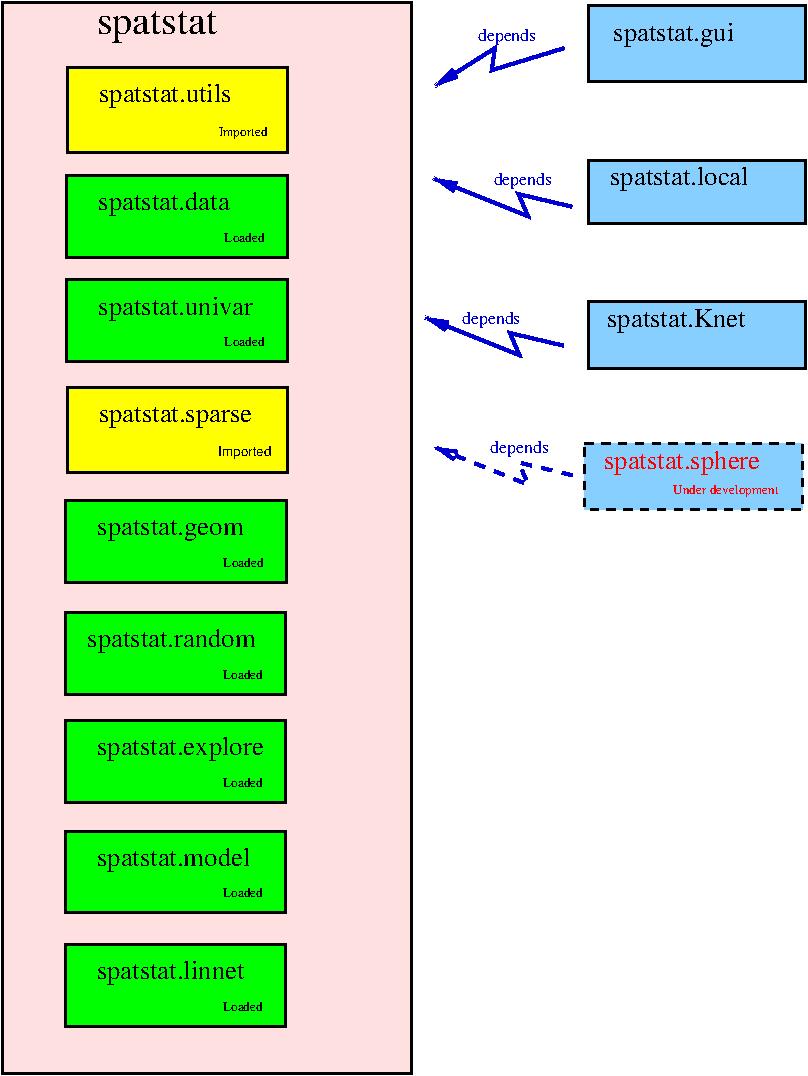 spatstat
spatstat.utils
Imported
spatstat.data
Loaded
spatstat.univar
Loaded
spatstat.sparse
Imported
spatstat.geom
Loaded
spatstat.random
Loaded
spatstat.explore
Loaded
spatstat.model
Loaded
spatstat.linnet
Loaded
depends
spatstat.gui
depends
spatstat.local
depends
spatstat.Knet
depends
spatstat.sphere
Under development